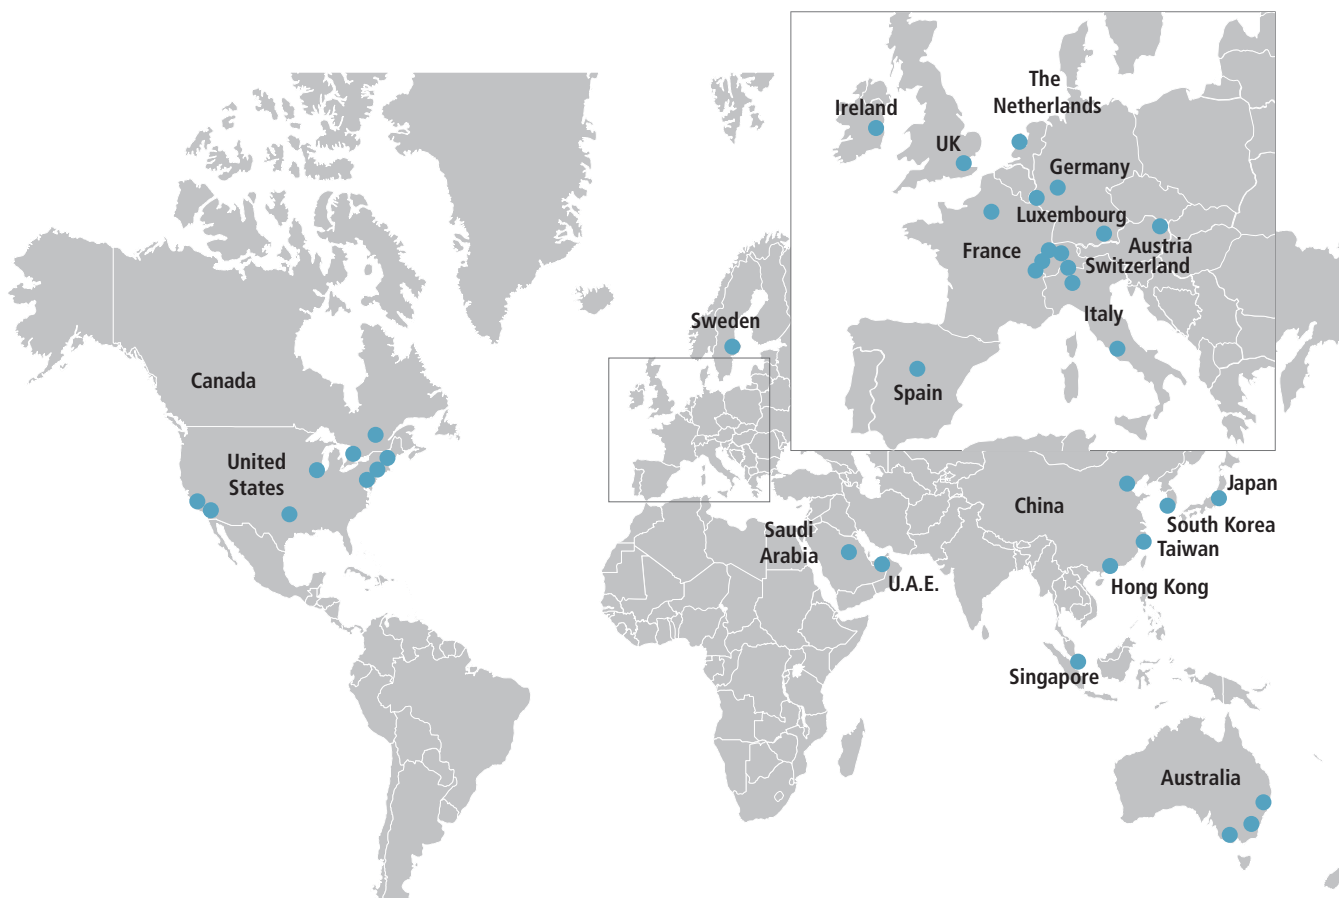 Canada
United
States
Sweden
The
Netherlands
Ireland
UK
Germany
Luxembourg
France
Austria
Switzerland
Italy
Spain
Saudi
Arabia
U.A.E.
China
Japan
South Korea
Taiwan
Hong Kong
Singapore
Australia